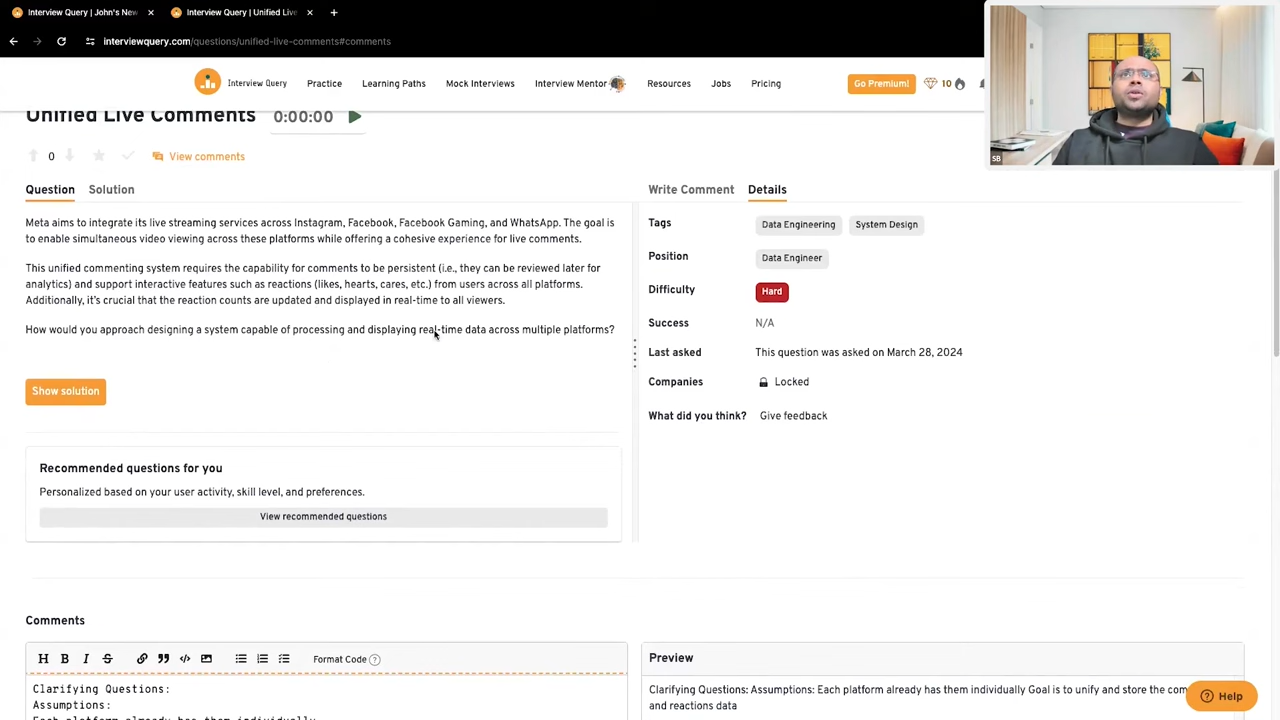 Interview Query | John's New
Interview Query | Unified Live
interviewquery.com/questions/unified-live-comments#comments
Interview Query
Practice
Learning Paths
Mock Interviews
Interview Mentor
Resources
Jobs
Pricing
Go Premium!
10
Unified Live Comments
0:00:00
0
View comments
Question
Solution
Meta aims to integrate its live streaming services across Instagram, Facebook, Facebook Gaming, and WhatsApp. The goal is
to enable simultaneous video viewing across these platforms while offering a cohesive experience for live comments.
This unified commenting system requires the capability for comments to be persistent (i.e., they can be reviewed later for
analytics) and support interactive features such as reactions (likes, hearts, cares, etc.) from users across all platforms.
Additionally, it's crucial that the reaction counts are updated and displayed in real-time to all viewers.
How would you approach designing a system capable of processing and displaying real-time data across multiple platforms?
Show solution
Recommended questions for you
Personalized based on your user activity, skill level, and preferences.
View recommended questions
Write Comment
Details
Tags
Data Engineering
System Design
Position
Data Engineer
Difficulty
Hard
Success
N/A
Last asked
This question was asked on March 28, 2024
Companies
Locked
What did you think?
Give feedback
SB
Comments
H B I S
Format Code ?
Clarifying Questions:
Assumptions:
Each platform already has them individually
Preview
Clarifying Questions: Assumptions: Each platform already has them individually Goal is to unify and store the com
and reactions data
Help